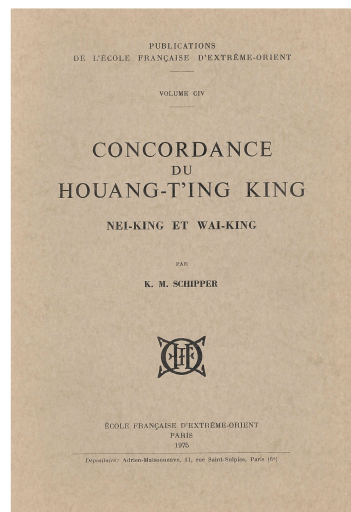 PUBLICATIONS
DE L'ÉCOLE FRANÇAISE D'EXTRÊME-ORIENT
VOLUME CIV
CONCORDANCE
DU
HOUANG-T'ING KING
NEI-KING ET WAI-KING
PAR
K. M. SCHIPPER
ÉCOLE FRANÇAISE D'EXTRÊME-ORIENT
PARIS
1975
Dépositaire: Adrien-Maisonneuve, 11, rue Saint-Sulpice, Paris (6e)